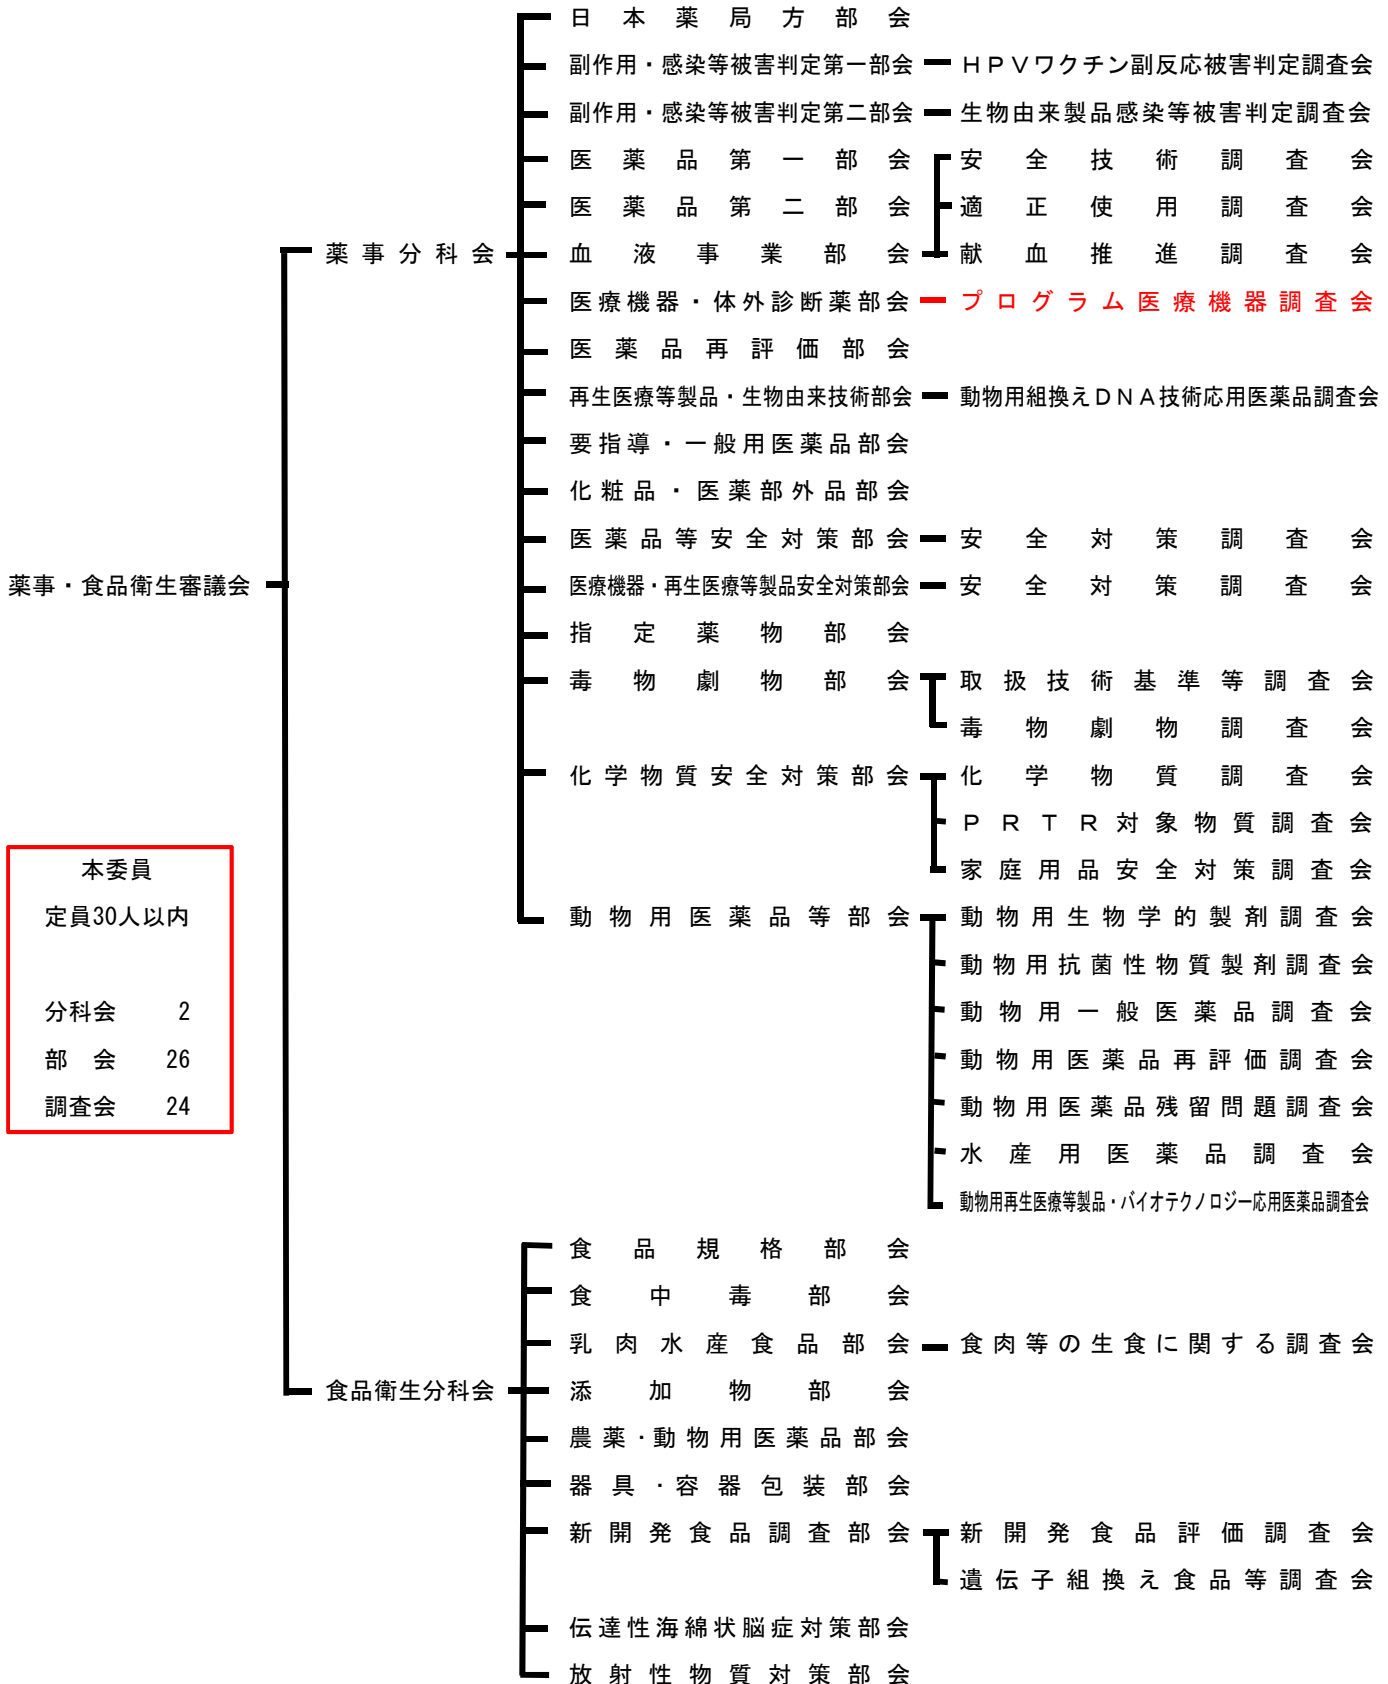 日本薬局方部会
副作用・感染等被害判定第一部会 HPVワクチン副反応被害判定調査会
副作用・感染等被害判定第二部会 生物由来製品感染等被害判定調査会
医薬品第一部会 安全技術調査会
医薬品第二部会 適正使用調査会
薬事分科会 血液事業部会 献血推進調査会
医療機器・体外診断薬部会 プログラム医療機器調査会
医薬品再評価部会
再生医療等製品・生物由来技術部会 動物用組換えDNA技術応用医薬品調査会
要指導・一般用医薬品部会
化粧品・医薬部外品部会
医薬品等安全対策部会 安全対策調査会
薬事・食品衛生審議会 医療機器・再生医療等製品安全対策部会 安全対策調査会
指定薬物部会
毒物劇物部会 取扱技術基準等調査会
毒物劇物調査会
化学物質安全対策部会 化学物質調査会
PRTR対象物質調査会
本委員 家庭用品安全対策調査会
定員30人以内 動物用医薬品等部会 動物用生物学的製剤調査会
動物用抗菌性物質製剤調査会
分科会 2 動物用一般医薬品調査会
部会 26 動物用医薬品再評価調査会
調査会 24 動物用医薬品残留問題調査会
水産用医薬品調査会
動物用再生医療等製品・バイオテクノロジー応用医薬品調査会
食品規格部会
食中毒部会
乳肉水産食品部会 食肉等の生食に関する調査会
食品衛生分科会 添加物部会
農薬・動物用医薬品部会
器具・容器包装部会
新開発食品調査部会 新開発食品評価調査会
遺伝子組換え食品等調査会
伝達性海綿状脳症対策部会
放射性物質対策部会